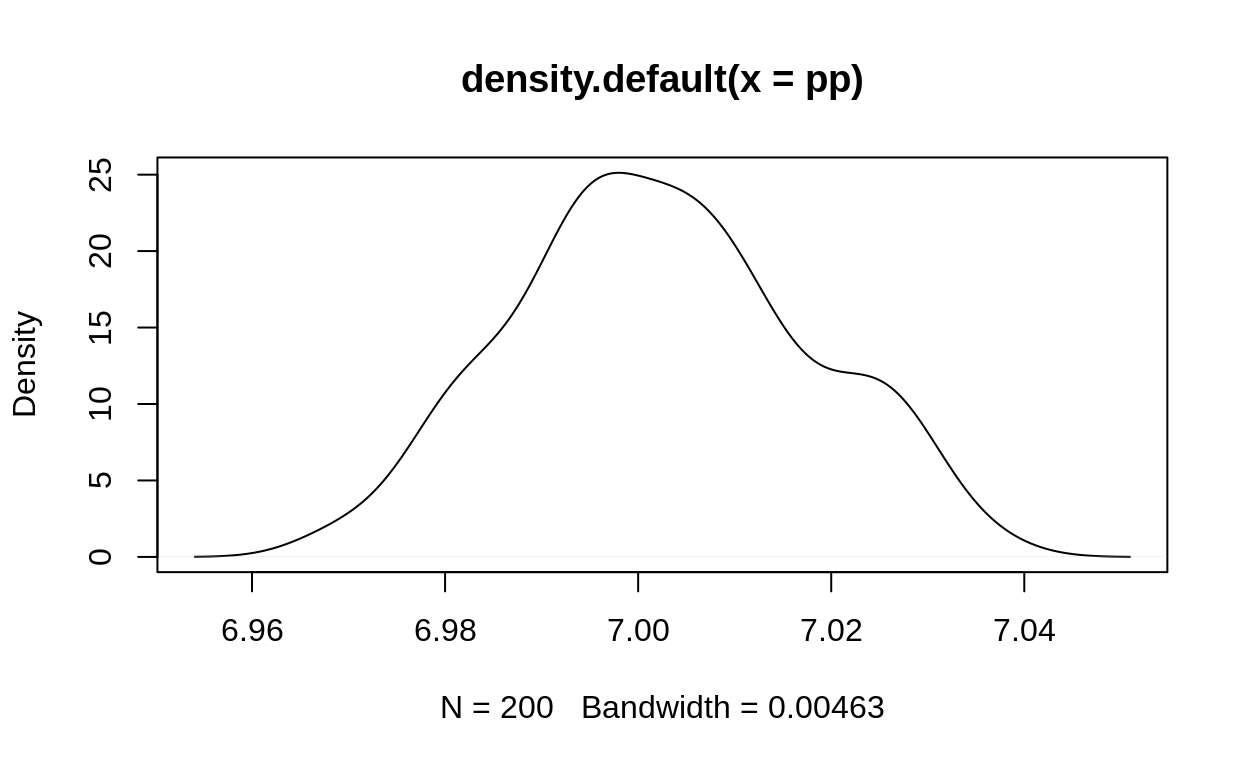 density.default(x = pp)
Density
25
20
15
10
5
0
6.96 6.98 7.00 7.02 7.04
N = 200 Bandwidth = 0.00463